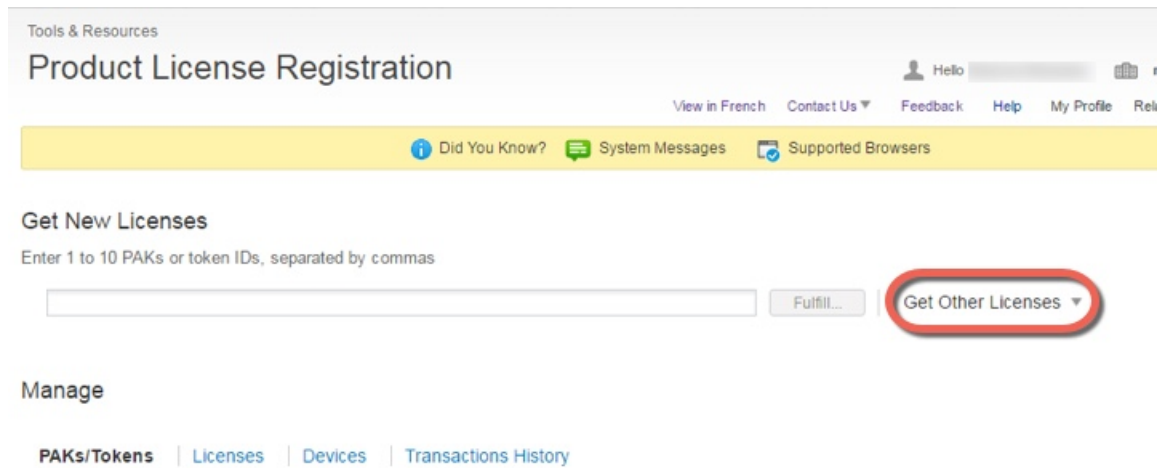 Tools & Resources
Product License Registration
Hello
View in French Contact Us Feedback Help My Profile
Did You Know? System Messages Supported Browsers
Get New Licenses
Enter 1 to 10 PAKs or token IDs, separated by commas
Fulfill... Get Other Licenses
Manage
PAKs/Tokens Licenses Devices Transactions History